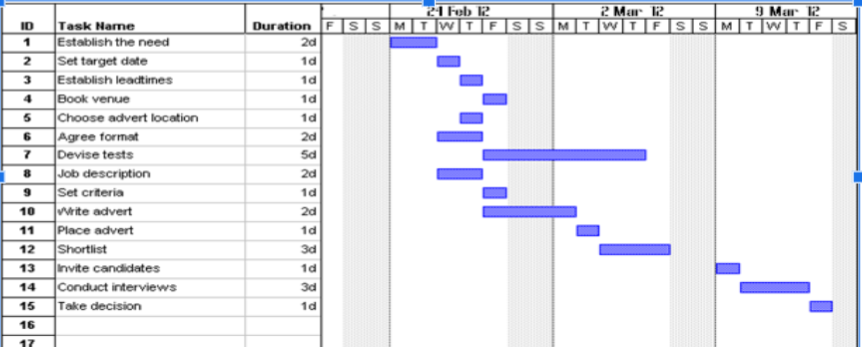 24 Feb 12 2 Mar 12 9 Mar 12
ID Task Name Duration F S S M T W T F S S M T W T F S S M T W T F S
1 Establish the need 2d
2 Set target date 1d
3 Establish leadtimes 1d
4 Book venue 1d
5 Choose advert location 1d
6 Agree format 2d
7 Devise tests 5d
8 Job description 2d
9 Set criteria 1d
10 Write advert 2d
11 Place advert 1d
12 Shortlist 3d
13 Invite candidates 1d
14 Conduct interviews 3d
15 Take decision 1d
16
17